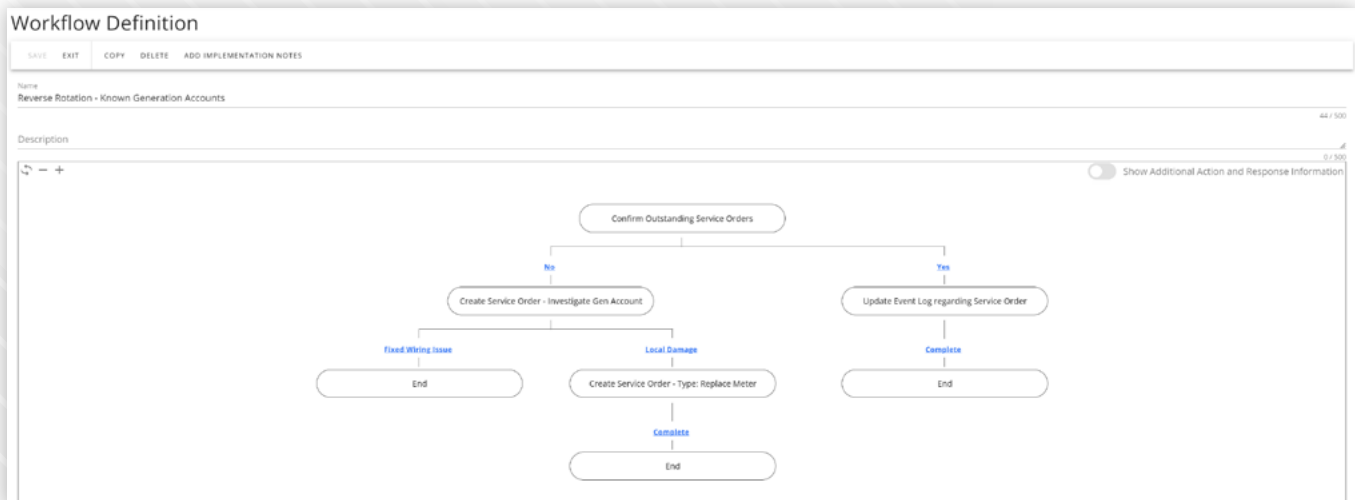 Workflow Definition
SAVE EXIT COPY DELETE ADD IMPLEMENTATION NOTES
Name
Reverse Rotation - Known Generation Accounts
44 / 500
Description
0 / 500
Show Additional Action and Response Information
Confirm Outstanding Service Orders
No Yes
Create Service Order - Investigate Gen Account Update Event Log regarding Service Order
Fixed Wiring Issue Local Damage Complete
End Create Service Order - Type: Replace Meter End
Complete
End